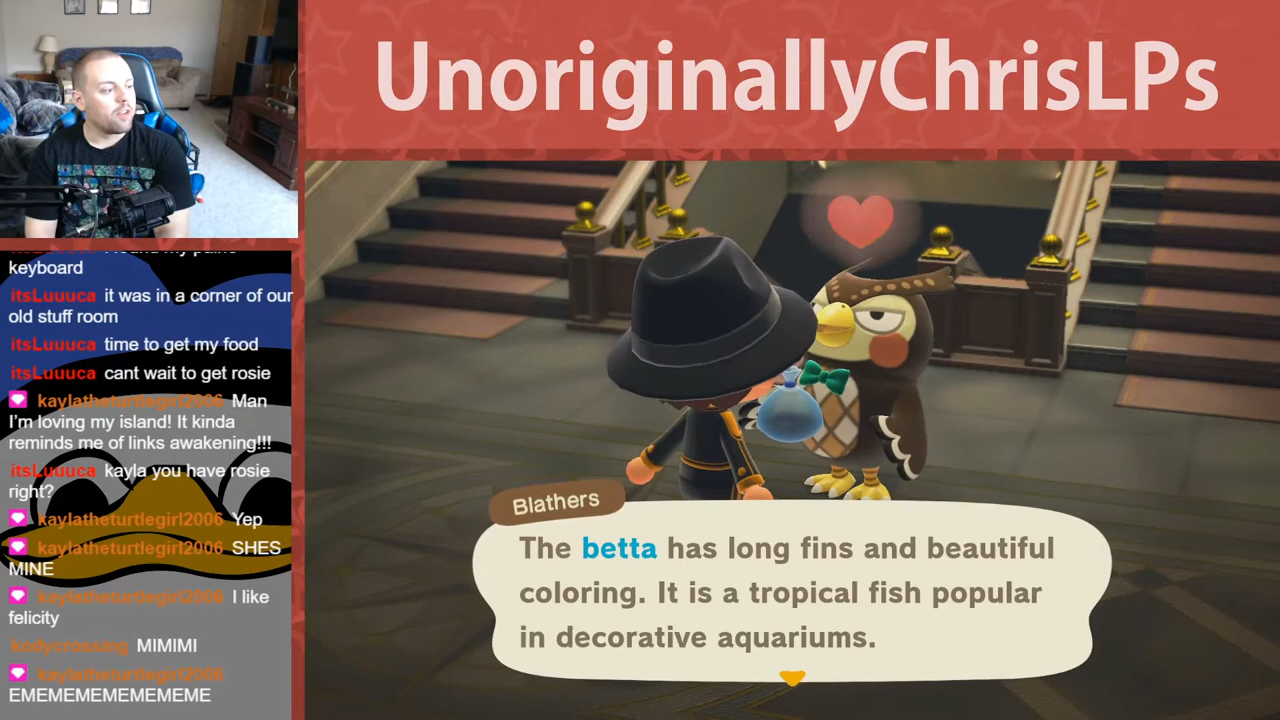 UnoriginallyChrisLPs
keyboard
itsLuuuca it was in a corner of our
old stuff room
itsLuuuca time to get my food
itsLuuuca cant wait to get rosie
kaylatheturtlegirl2006 Man
I'm loving my island! It kinda
reminds me of links awakening!!!
itsLuuuca kayla you have rosie
right?
kaylatheturtlegirl2006 Yep
kaylatheturtlegirl2006 SHES
MINE
kaylatheturtlegirl2006 I like
felicity
kodycrossing MIMIMI
kaylatheturtlegirl2006
EMEMEMEMEMEMEME
Blathers
The betta has long fins and beautiful
coloring. It is a tropical fish popular
in decorative aquariums.